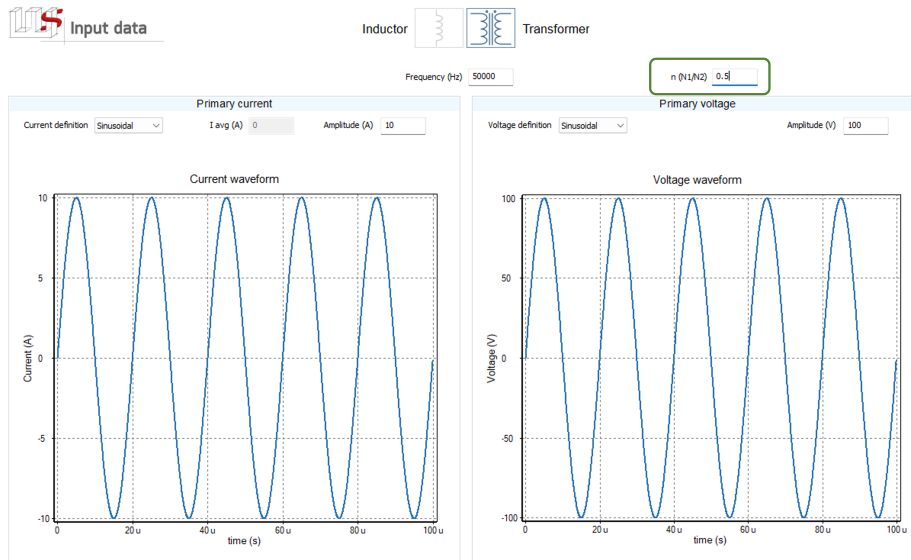 Input data
Inductor Transformer
Frequency (Hz) 50000 n (N1/N2) 0.5
Primary current
Current definition Sinusoidal I avg (A) 0 Amplitude (A) 10
Current waveform
10
5
0
-5
-10
Current (A)
0 20 u 40 u 60 u 80 u 100 u
time (s)
Primary voltage
Voltage definition Sinusoidal Amplitude (V) 100
Voltage waveform
100
50
0
-50
-100
Voltage (V)
0 20 u 40 u 60 u 80 u 100 u
time (s)